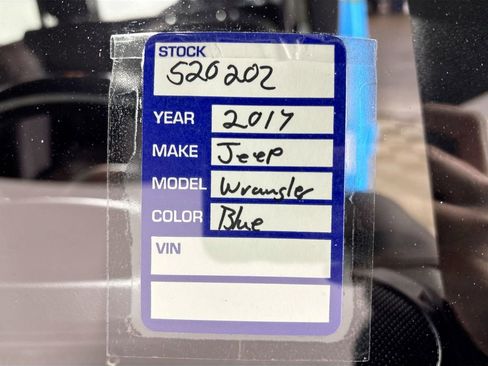 STOCK
520202
YEAR 2017
MAKE Jeep
MODEL Wrangler
COLOR Blue
VIN